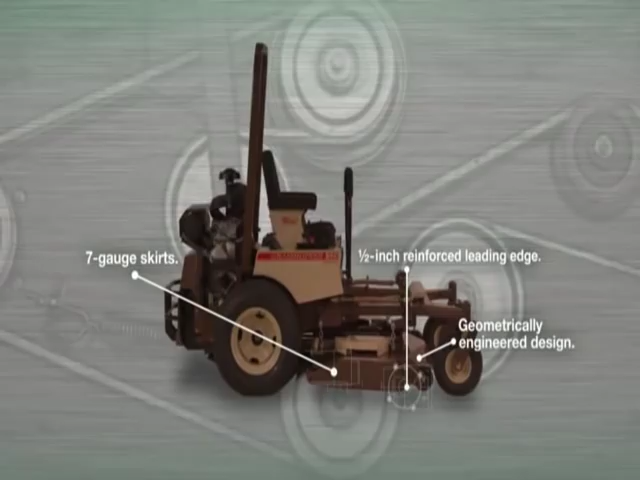 7-gauge skirts.
½-inch reinforced leading edge.
Geometrically
engineered design.